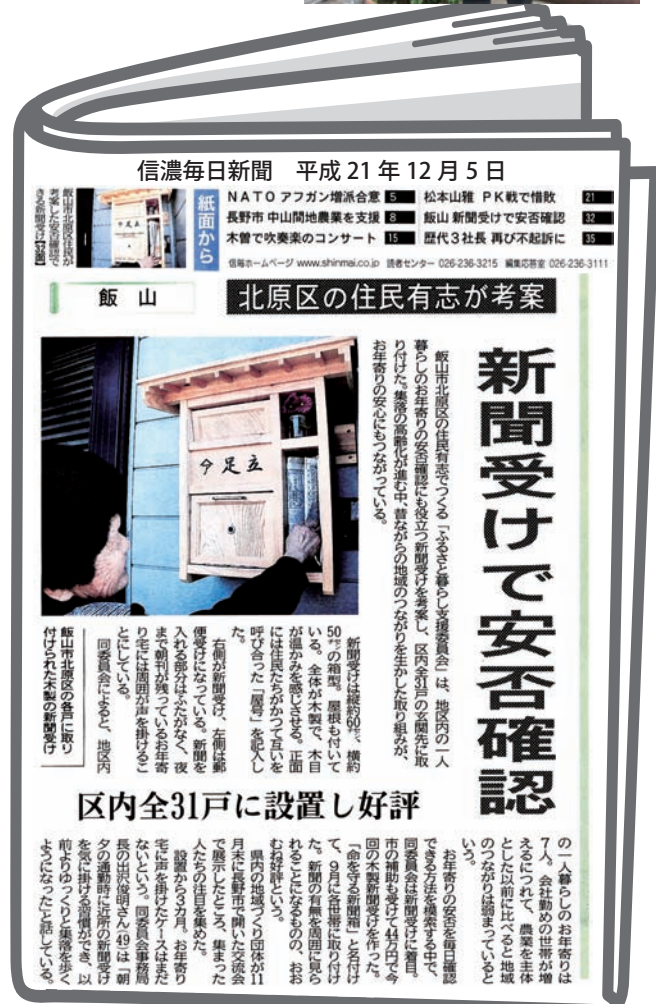 信濃毎日新聞　平成21年12月5日
飯山市北原区住民が
考案した安否確認で
きる新聞受け【32面】
紙面から
NATO アフガン増派合意 5
長野市 中山間地農業を支援 8
木曽で吹奏楽のコンサート 15
松本山雅 PK戦で惜敗 21
飯山 新聞受けで安否確認 32
歴代3社長 再び不起訴に 35
信毎ホームページ www.shinmai.co.jp 読者センター 026-236-3215 編集応答室 026-236-3111
飯山
北原区の住民有志が考案
新聞受けで安否確認
飯山市北原区の住民有志でつくる「ふるさと暮らし支援委員会」は、地区内の一人
暮らしのお年寄りの安否確認にも役立つ新聞受けを考案し、区内全31戸の玄関先に取
り付けた。集落の高齢化が進む中、昔ながらの地域のつながりを生かした取り組みが、
お年寄りの安心にもつながっている。
今足立
新聞受けは縦約60㌢、横約
50㌢の箱型。屋根も付いて
いる。全体が木製で、木目
が温かみを感じさせる。正面
には住民たちがかつて互いを
呼び合った「屋号」を記入し
た。
右側が新聞受け、左側は郵
便受けになっている。新聞を
入れる部分はふたがなく、夜
まで朝刊が残っているお年寄
り宅には周囲が声を掛けるこ
とにしている。
同委員会によると、地区内
飯山市北原区の各戸に取り
付けられた木製の新聞受け
区内全31戸に設置し好評
の一人暮らしのお年寄りは
7人。会社勤めの世帯が増
えるにつれて、農業を主体
とした以前に比べると地域
のつながりは弱まっていると
いう。
お年寄りの安否を毎日確認
できる方法を模索する中で、
同委員会は新聞受けに着目。
市の補助も受けて44万円で今
回の木製新聞受けを作った。
「命を守る新聞箱」と名付け
て、9月に各世帯に取り付け
た。新聞の有無を周囲に見ら
れることになるものの、おお
むね好評という。
県内の地域づくり団体が11
月末に長野市で開いた交流会
で展示したところ、集まった
人たちの注目を集めた。
設置から3カ月。お年寄り
宅に声を掛けたケースはまだ
ないという。同委員会事務局
長の出沢俊明さん(49)は「朝
夕の通勤時に近所の新聞受け
を気に掛ける習慣ができ、以
前よりゆっくりと集落を歩く
ようになった」と話している。